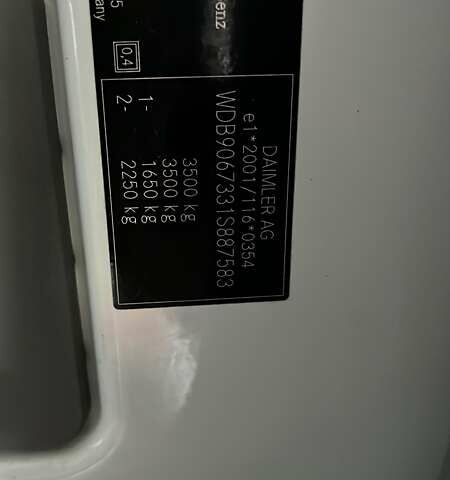 DAIMLER AG
e1*2001/116*0354
WDB9067331S887583
3500 kg
3500 kg
1- 1650 kg
2- 2250 kg
0,4
enz
5
any